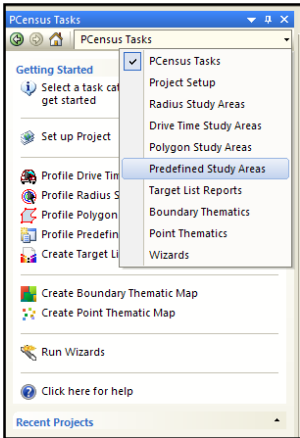 PCensus Tasks
PCensus Tasks
PCensus Tasks
Project Setup
Radius Study Areas
Drive Time Study Areas
Polygon Study Areas
Predefined Study Areas
Target List Reports
Boundary Thematics
Point Thematics
Wizards
Getting Started
Select a task cat
get started
Set up Project
Profile Drive Tim
Profile Radius S
Profile Polygon
Profile Predefin
Create Target Li
Create Boundary Thematic Map
Create Point Thematic Map
Run Wizards
Click here for help
Recent Projects